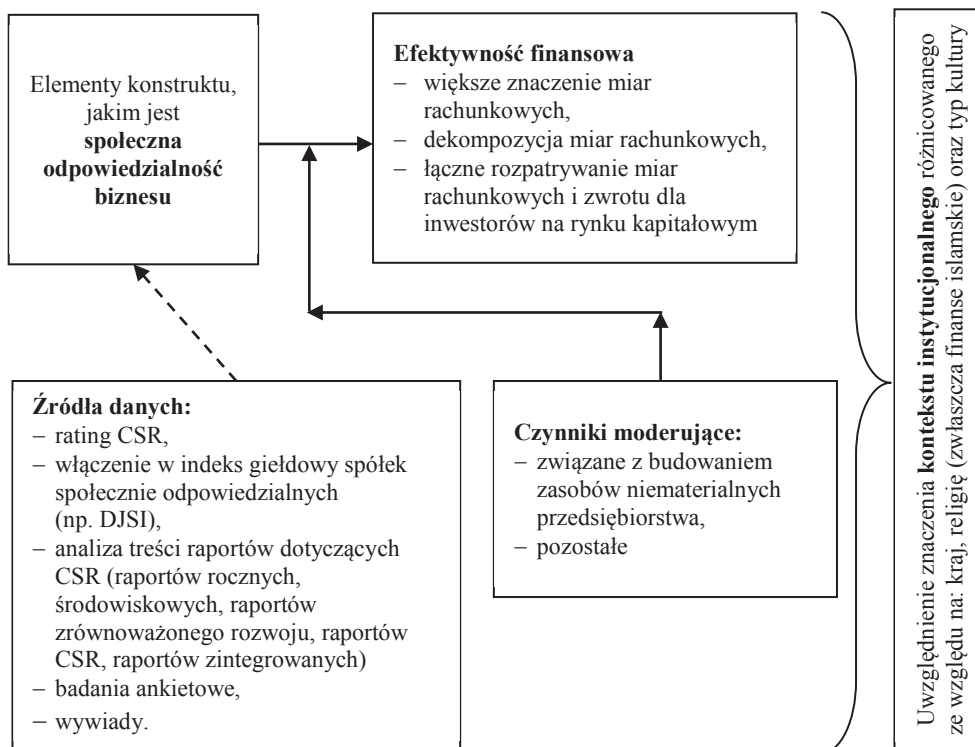 Elementy konstruktu,
jakim jest
społeczna
odpowiedzialność
biznesu
Efektywność finansowa
– większe znaczenie miar
rachunkowych,
– dekompozycja miar rachunkowych,
– łączne rozpatrywanie miar
rachunkowych i zwrotu dla
inwestorów na rynku kapitałowym
Źródła danych:
– rating CSR,
– włączenie w indeks giełdowy spółek
społecznie odpowiedzialnych
(np. DJSI),
– analiza treści raportów dotyczących
CSR (raportów rocznych,
środowiskowych, raportów
zrównoważonego rozwoju, raportów
CSR, raportów zintegrowanych)
– badania ankietowe,
– wywiady.
Czynniki moderujące:
– związane z budowaniem
zasobów niematerialnych
przedsiębiorstwa,
– pozostałe
Uwzględnienie znaczenia kontekstu instytucjonalnego różnicowanego
ze względu na: kraj, religię (zwłaszcza finanse islamskie) oraz typ kultury